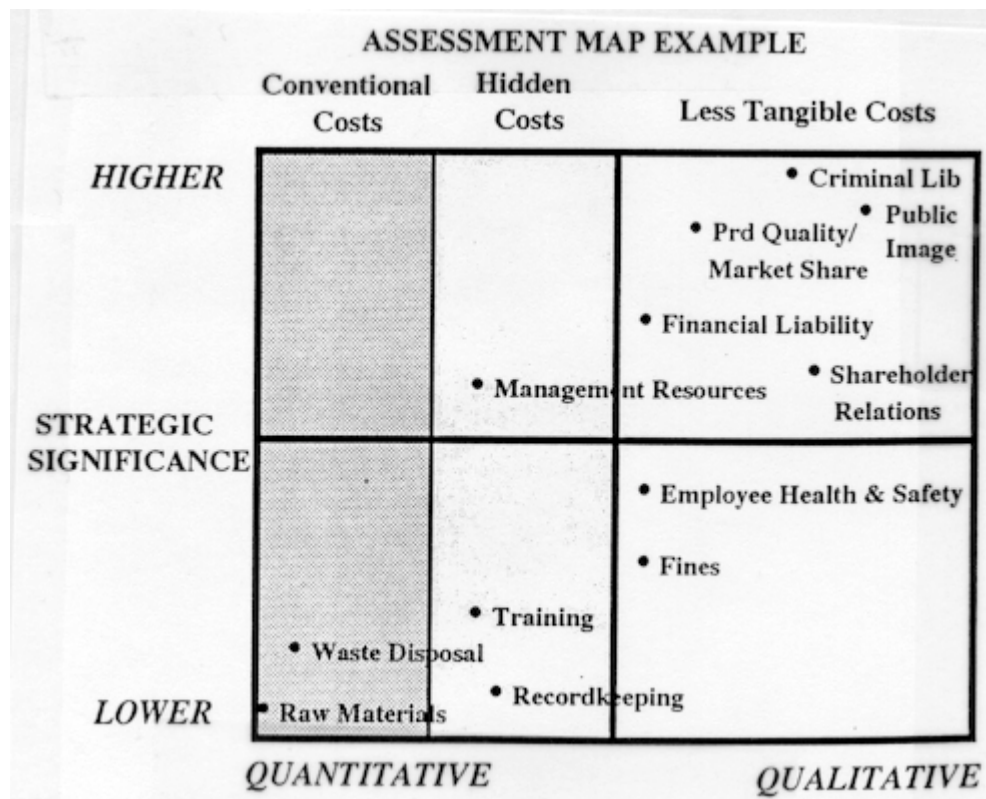 ASSESSMENT MAP EXAMPLE
Conventional Costs
Hidden Costs
Less Tangible Costs
HIGHER
Criminal Lib
Public
Image
Prd Quality/
Market Share
Financial Liability
Shareholder
Relations
Management Resources
STRATEGIC
SIGNIFICANCE
Employee Health & Safety
Fines
Training
Waste Disposal
Recordkeeping
Raw Materials
LOWER
QUANTITATIVE
QUALITATIVE